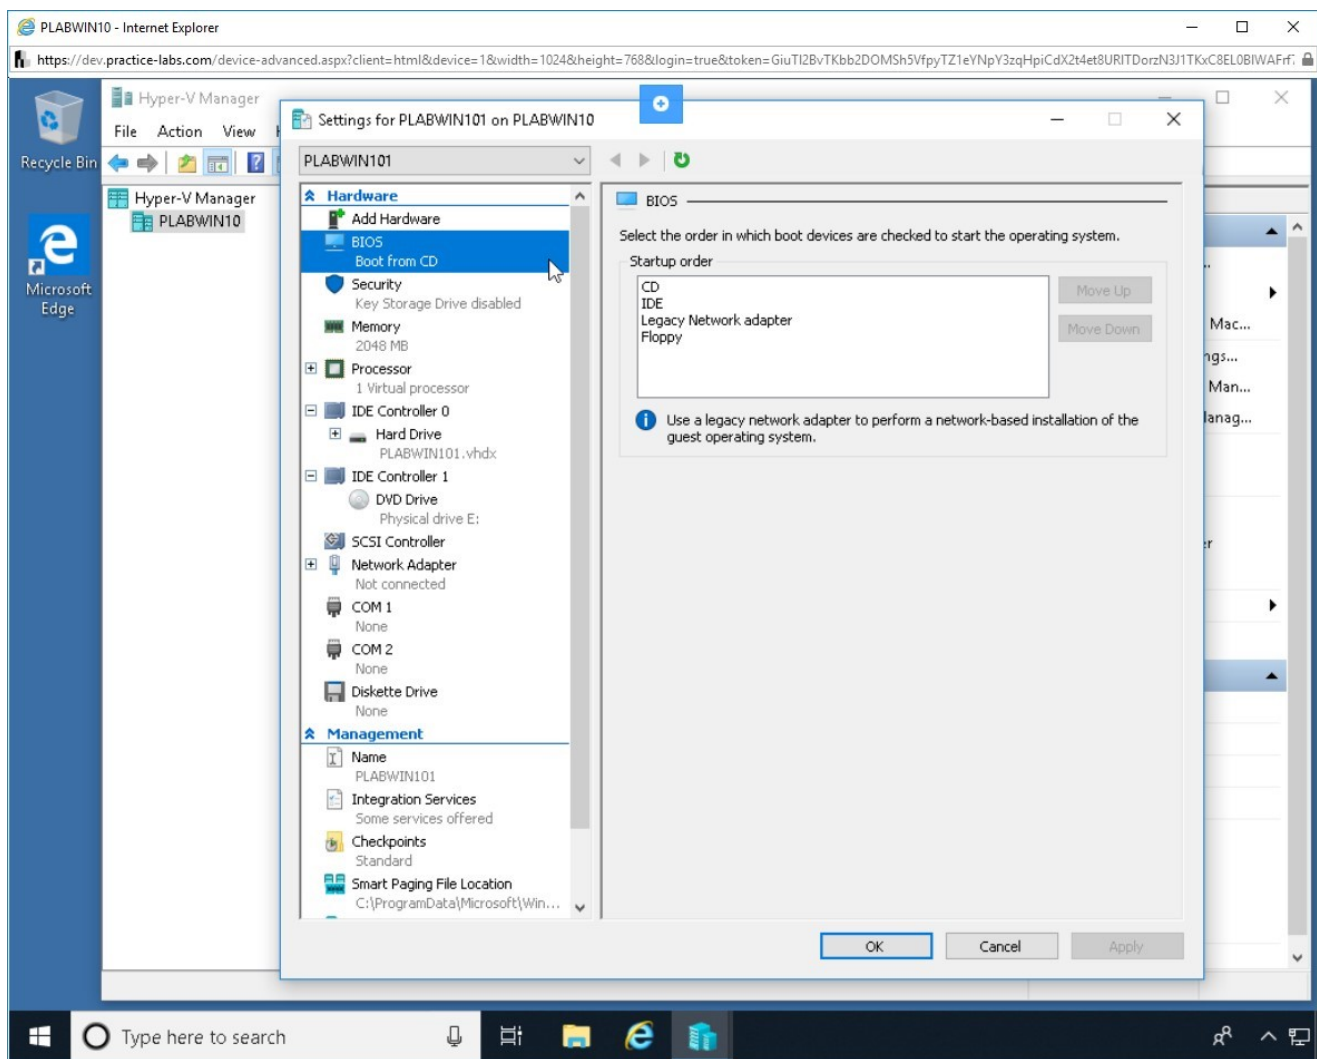 PLABWIN10 - Internet Explorer
https://dev.practice-labs.com/device-advanced.aspx?client=html&device=1&width=1024&height=768&login=true&token=GiuTI2BvTKbb2DOMSh5VfpyTZ1eYNpY3zqHpiCdX2t4et8URITDorzN3J1TKxC8EL0BIWAFrf7
Recycle Bin
Microsoft
Edge
Hyper-V Manager
File Action View
Hyper-V Manager
PLABWIN10
Settings for PLABWIN101 on PLABWIN10
PLABWIN101
Hardware
Add Hardware
BIOS
Boot from CD
Security
Key Storage Drive disabled
Memory
2048 MB
Processor
1 Virtual processor
IDE Controller 0
Hard Drive
PLABWIN101.vhdx
IDE Controller 1
DVD Drive
Physical drive E:
SCSI Controller
Network Adapter
Not connected
COM 1
None
COM 2
None
Diskette Drive
None
Management
Name
PLABWIN101
Integration Services
Some services offered
Checkpoints
Standard
Smart Paging File Location
C:\ProgramData\Microsoft\Win...
BIOS
Select the order in which boot devices are checked to start the operating system.
Startup order
CD
IDE
Legacy Network adapter
Floppy
Move Up
Move Down
Use a legacy network adapter to perform a network-based installation of the
guest operating system.
OK Cancel Apply
Mac...
ngs...
Man...
anag...
Type here to search